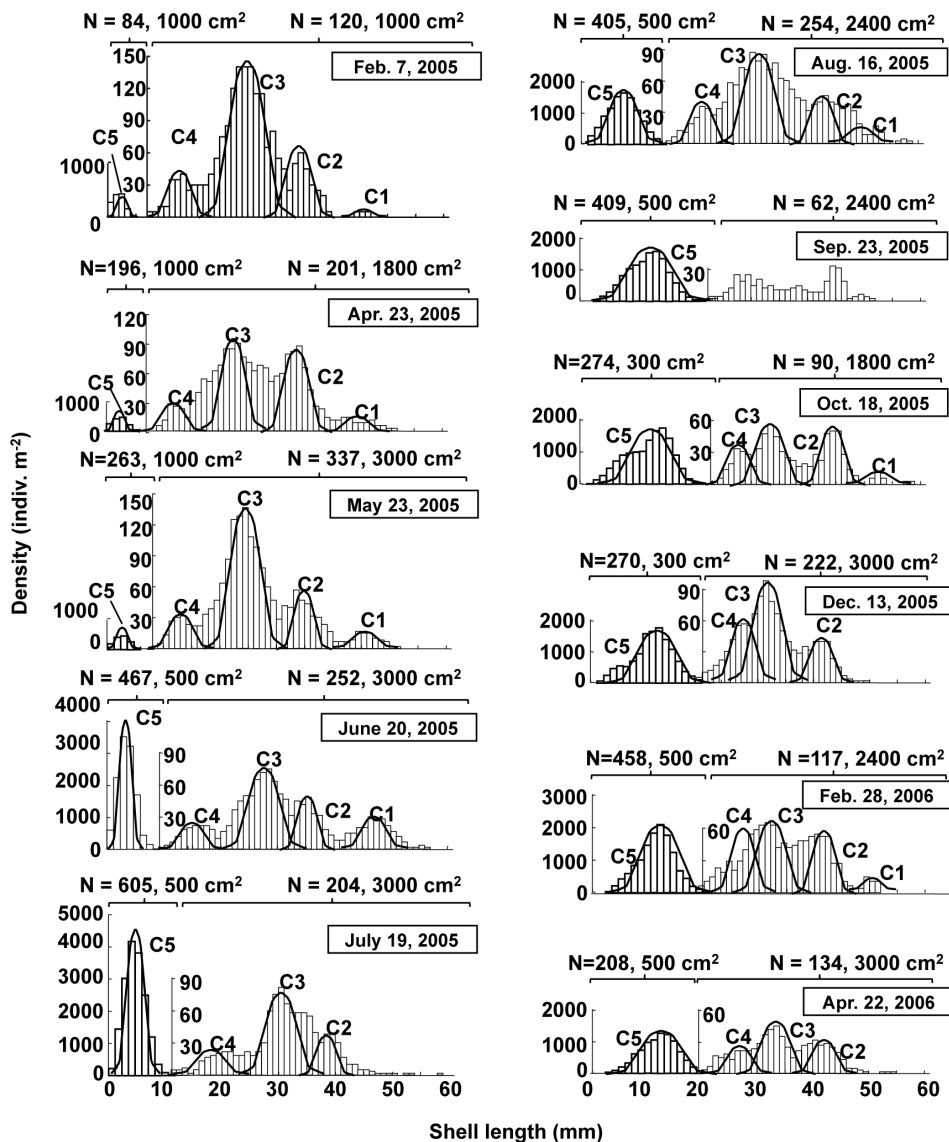 N = 84, 1000 cm² N = 120, 1000 cm²
Feb. 7, 2005
150
120
90
60
30
1000
0
C5 C4 C3 C2 C1
N=196, 1000 cm² N = 201, 1800 cm²
Apr. 23, 2005
120
90
60
30
1000
0
C5 C4 C3 C2 C1
N=263, 1000 cm² N = 337, 3000 cm²
May 23, 2005
150
120
90
60
30
1000
0
C5 C4 C3 C2 C1
N = 467, 500 cm² N = 252, 3000 cm²
June 20, 2005
4000
3000
2000
1000
0
90
60
30
C5 C4 C3 C2 C1
N = 605, 500 cm² N = 204, 3000 cm²
July 19, 2005
5000
4000
3000
2000
1000
0
90
60
30
C5 C4 C3 C2
0 10 20 30 40 50 60
N = 405, 500 cm² N = 254, 2400 cm²
Aug. 16, 2005
2000
1000
0
90
60
30
C5 C4 C3 C2 C1
N = 409, 500 cm² N = 62, 2400 cm²
Sep. 23, 2005
2000
1000
0
30
C5
N=274, 300 cm² N = 90, 1800 cm²
Oct. 18, 2005
2000
1000
0
60
30
C5 C4 C3 C2 C1
N=270, 300 cm² N = 222, 3000 cm²
Dec. 13, 2005
2000
1000
0
90
60
30
C5 C4 C3 C2
N=458, 500 cm² N =117, 2400 cm²
Feb. 28, 2006
3000
2000
1000
0
60
C5 C4 C3 C2 C1
N=208, 500 cm² N = 134, 3000 cm²
Apr. 22, 2006
2000
1000
0
60
C5 C4 C3 C2
0 10 20 30 40 50 60
Density (indiv. m⁻²)
Shell length (mm)